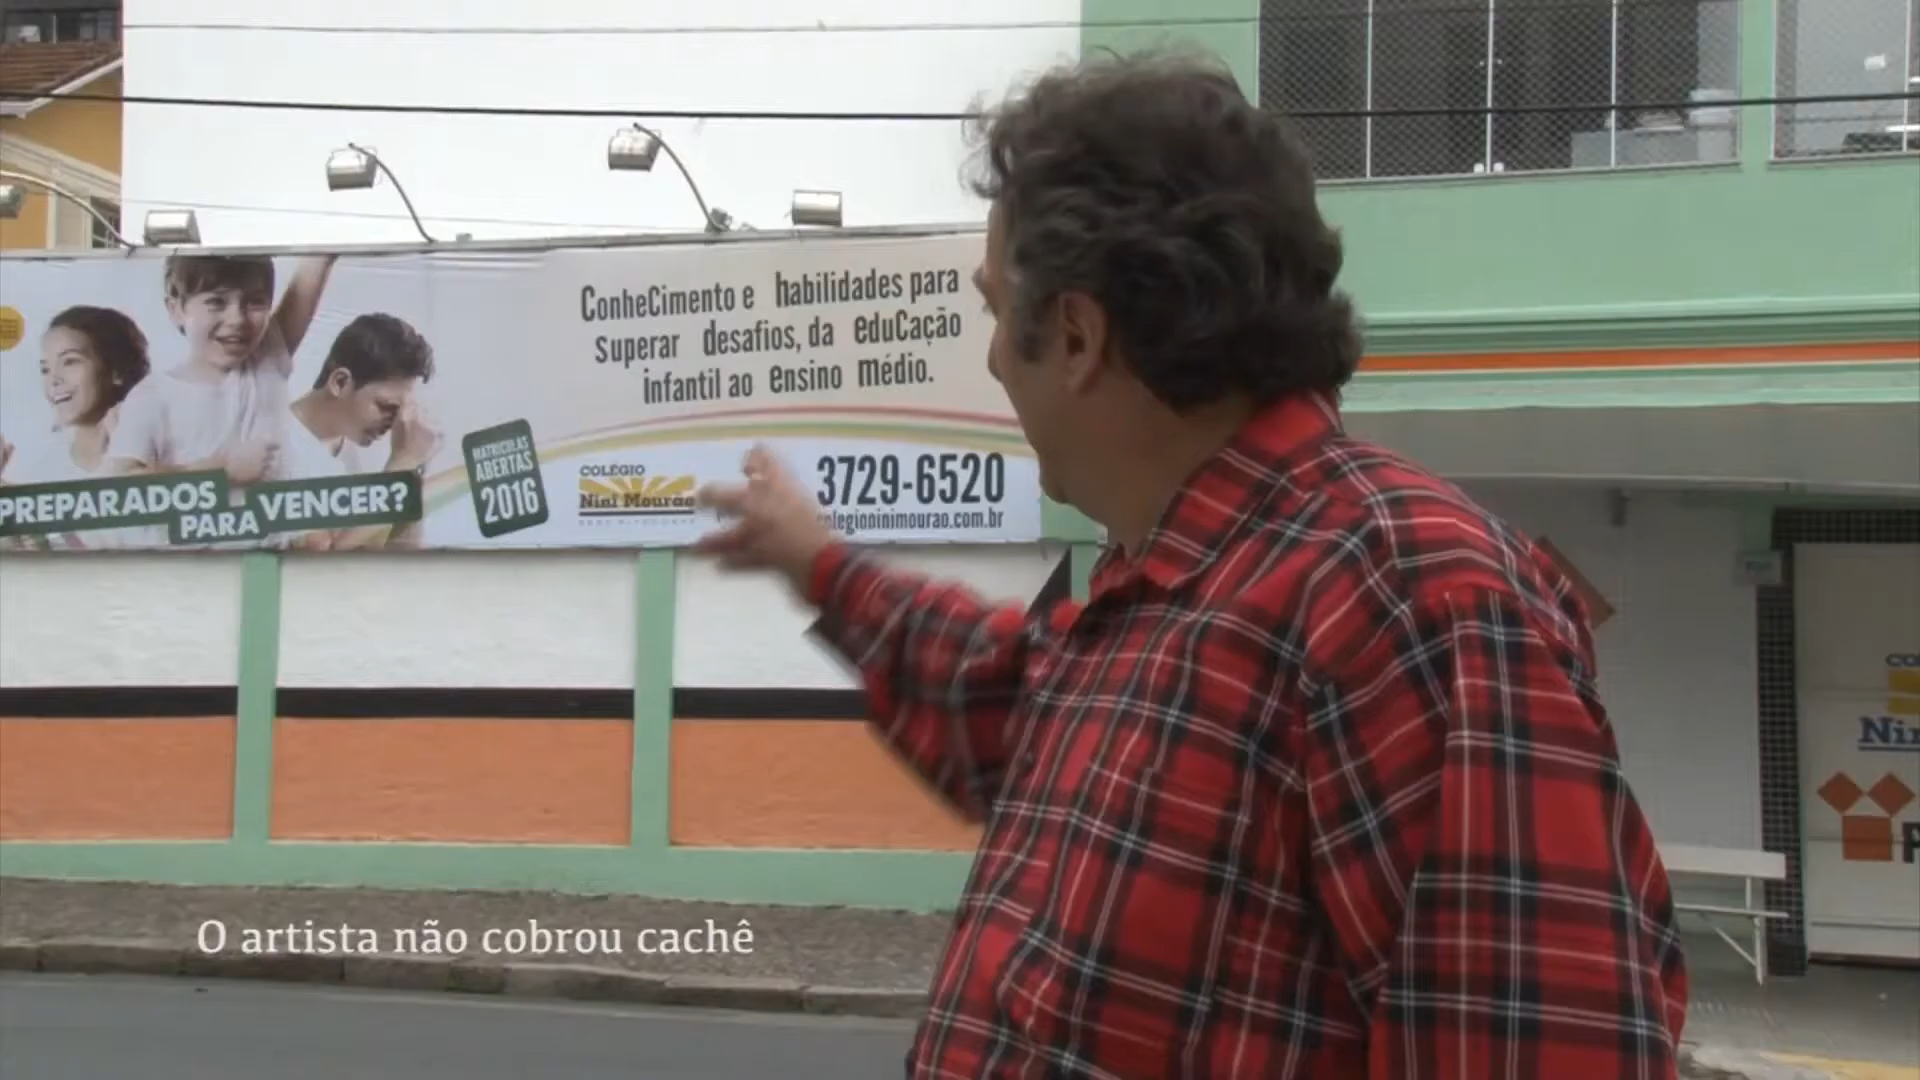 ConheCimento e habilidades para
superar desafios, da eduCação
infantil ao ensino médio.
MATRÍCULAS
ABERTAS
2016
PREPARADOS
PARA VENCER?
COLÉGIO
Nini Mourão
3729-6520
colegioninimourao.com.br
O artista não cobrou cachê